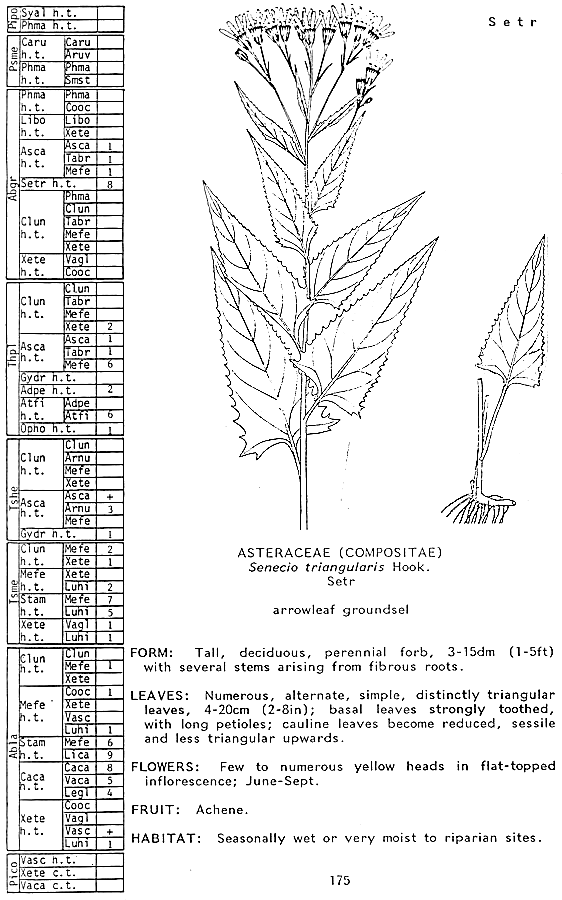 Setr
Pipo Syal h.t.
Phma h.t.
Psme Caru h.t. Caru
Aruv
Phma h.t. Phma
Smst
Abgr Phma h.t. Phma
Cooc
Libo h.t. Libo
Xete
Asca h.t. Asca 1
Tabr 1
Mefe 1
Setr h.t. 8
Clun h.t. Phma
Clun
Tabr
Mefe
Xete
Xete h.t. Vagl
Cooc
Thpl Clun h.t. Clun
Tabr
Mefe
Xete 2
Asca h.t. Asca 1
Tabr 1
Mefe 6
Gydr h.t.
Adpe h.t. 2
Atfi h.t. Adpe
Atfi 6
Opho h.t. 1
Tshe Clun h.t. Clun
Arnu
Mefe
Xete
Asca h.t. Asca +
Arnu 3
Mefe
Gydr h.t. 1
Tsme Clun h.t. Mefe 2
Xete 1
Mefe h.t. Xete
Luhi 2
Stam h.t. Mefe 7
Luhi 5
Xete h.t. Vagl 1
Luhi 1
Abla Clun h.t. Clun
Mefe 1
Xete
Mefe h.t. Cooc 1
Xete
Vasc
Luhi 1
Stam h.t. Mefe 6
Lica 9
Caca h.t. Caca 8
Vaca 5
Legl 4
Xete h.t. Cooc
Vagl
Vasc +
Luhi 1
Pico Vasc h.t.
Xete c.t.
Vaca c.t.
ASTERACEAE (COMPOSITAE)
Senecio triangularis Hook.
Setr
arrowleaf groundsel
FORM: Tall, deciduous, perennial forb, 3-15dm (1-5ft)
with several stems arising from fibrous roots.
LEAVES: Numerous, alternate, simple, distinctly triangular
leaves, 4-20cm (2-8in); basal leaves strongly toothed,
with long petioles; cauline leaves become reduced, sessile
and less triangular upwards.
FLOWERS: Few to numerous yellow heads in flat-topped
inflorescence; June-Sept.
FRUIT: Achene.
HABITAT: Seasonally wet or very moist to riparian sites.
175